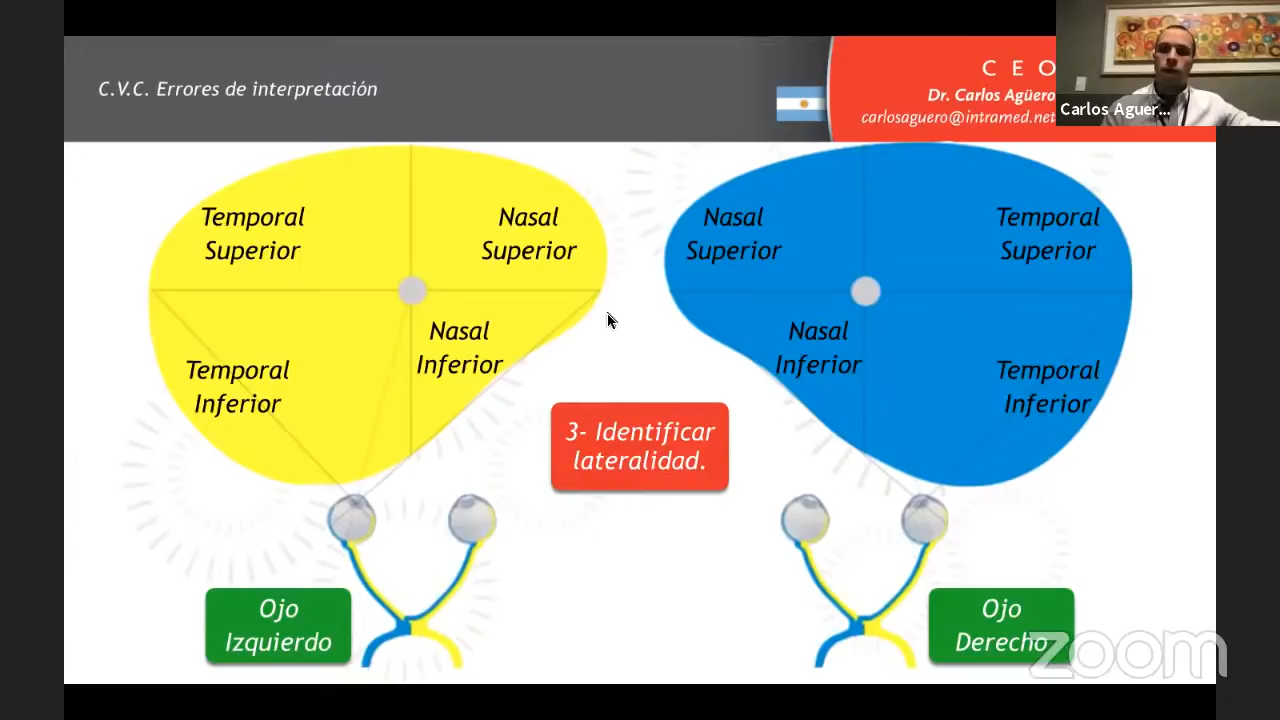 C.V.C. Errores de interpretación
C E O
Dr. Carlos Agüero
carlosaguero@intramed.net
Carlos Aguer...
Temporal
Superior
Nasal
Superior
Nasal
Superior
Temporal
Superior
Nasal
Inferior
Temporal
Inferior
Nasal
Inferior
Temporal
Inferior
3- Identificar
lateralidad.
Ojo
Izquierdo
Ojo
Derecho
zoom